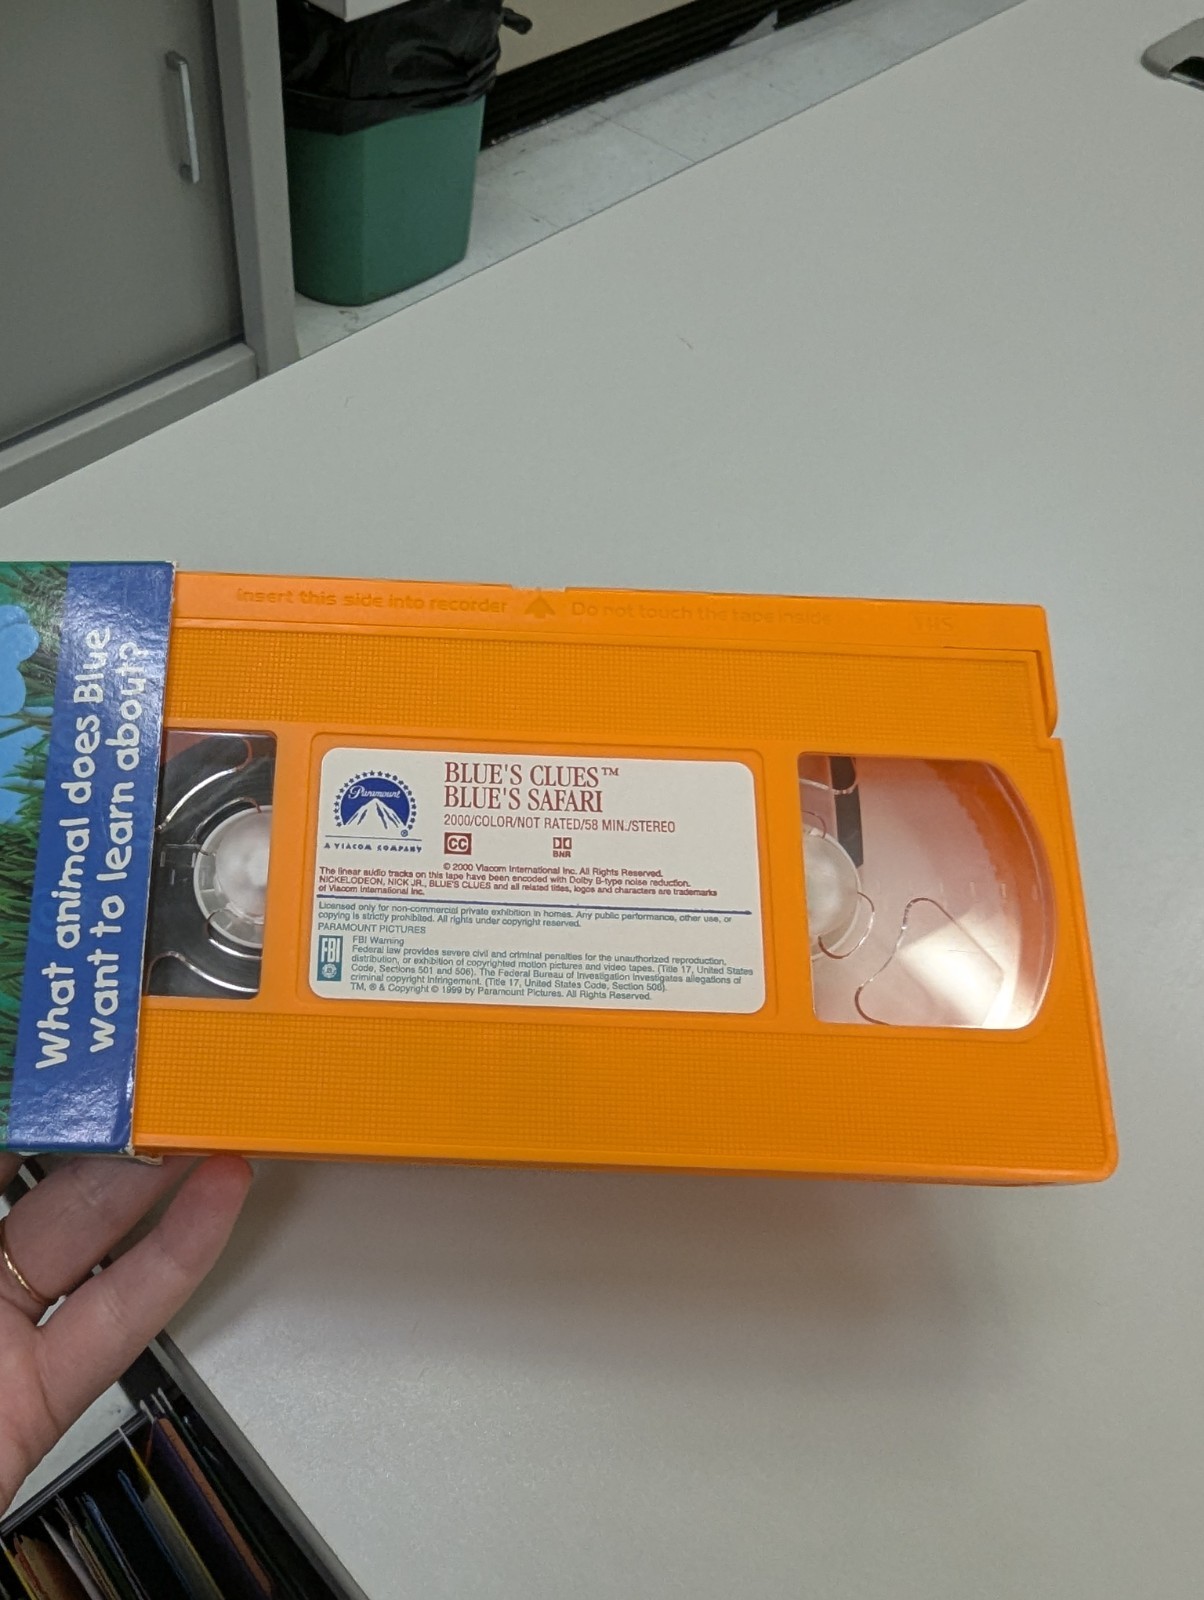 What animal does Blue
want to learn about?
Insert this side into recorder Do not touch the tape inside VHS
Paramount
®
A VIACOM COMPANY
BLUE'S CLUES™
BLUE'S SAFARI
2000/COLOR/NOT RATED/58 MIN./STEREO
CC
BNR
© 2000 Viacom International Inc. All Rights Reserved.
The linear audio tracks on this tape have been encoded with Dolby B-type noise reduction.
NICKELODEON, NICK JR., BLUE'S CLUES and all related titles, logos and characters are trademarks
of Viacom International Inc.
Licensed only for non-commercial private exhibition in homes. Any public performance, other use, or
copying is strictly prohibited. All rights under copyright reserved.
PARAMOUNT PICTURES
FBI
FBI Warning
Federal law provides severe civil and criminal penalties for the unauthorized reproduction,
distribution, or exhibition of copyrighted motion pictures and video tapes. (Title 17, United States
Code, Sections 501 and 506). The Federal Bureau of Investigation investigates allegations of
criminal copyright infringement. (Title 17, United States Code, Section 506).
TM, ® & Copyright © 1999 by Paramount Pictures. All Rights Reserved.